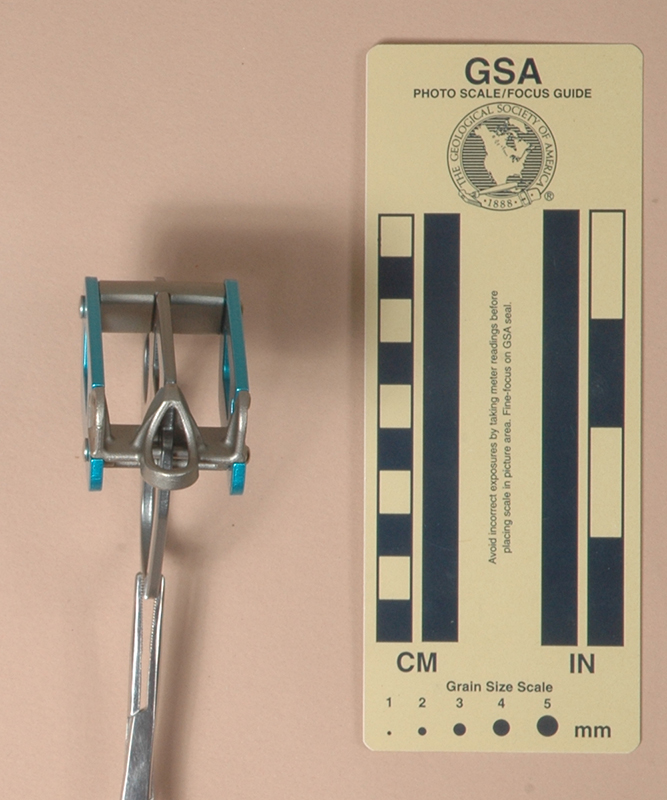 GSA
PHOTO SCALE/FOCUS GUIDE
THE GEOLOGICAL SOCIETY OF AMERICA
·1888·
®
Avoid incorrect exposures by taking meter readings before
placing scale in picture area. Fine-focus on GSA seal.
CM
IN
Grain Size Scale
1 2 3 4 5
mm